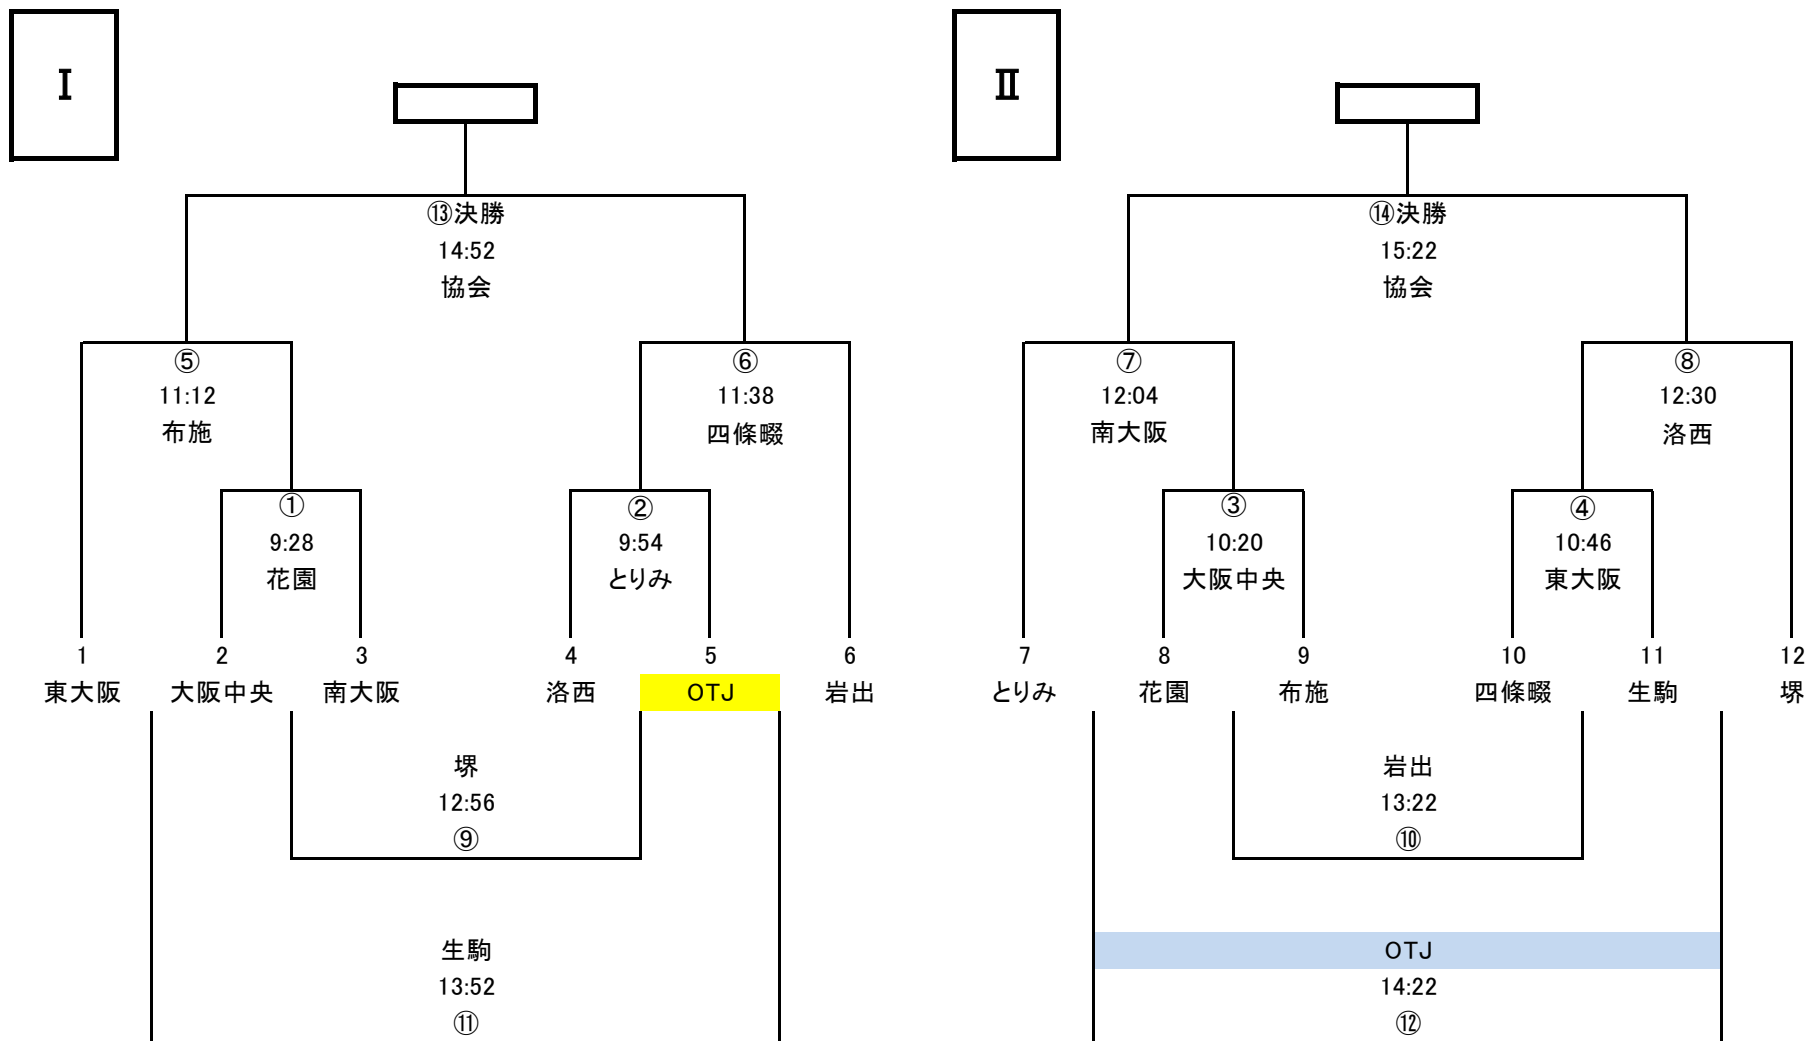 Ⅰ
Ⅱ
⑬決勝
14:52
協会
⑭決勝
15:22
協会
⑤
11:12
布施
⑥
11:38
四條畷
⑦
12:04
南大阪
⑧
12:30
洛西
①
9:28
花園
②
9:54
とりみ
③
10:20
大阪中央
④
10:46
東大阪
1 2 3 4 5 6 7 8 9 10 11 12
東大阪 大阪中央 南大阪 洛西 OTJ 岩出 とりみ 花園 布施 四條畷 生駒 堺
堺
12:56
⑨
岩出
13:22
⑩
生駒
13:52
⑪
OTJ
14:22
⑫